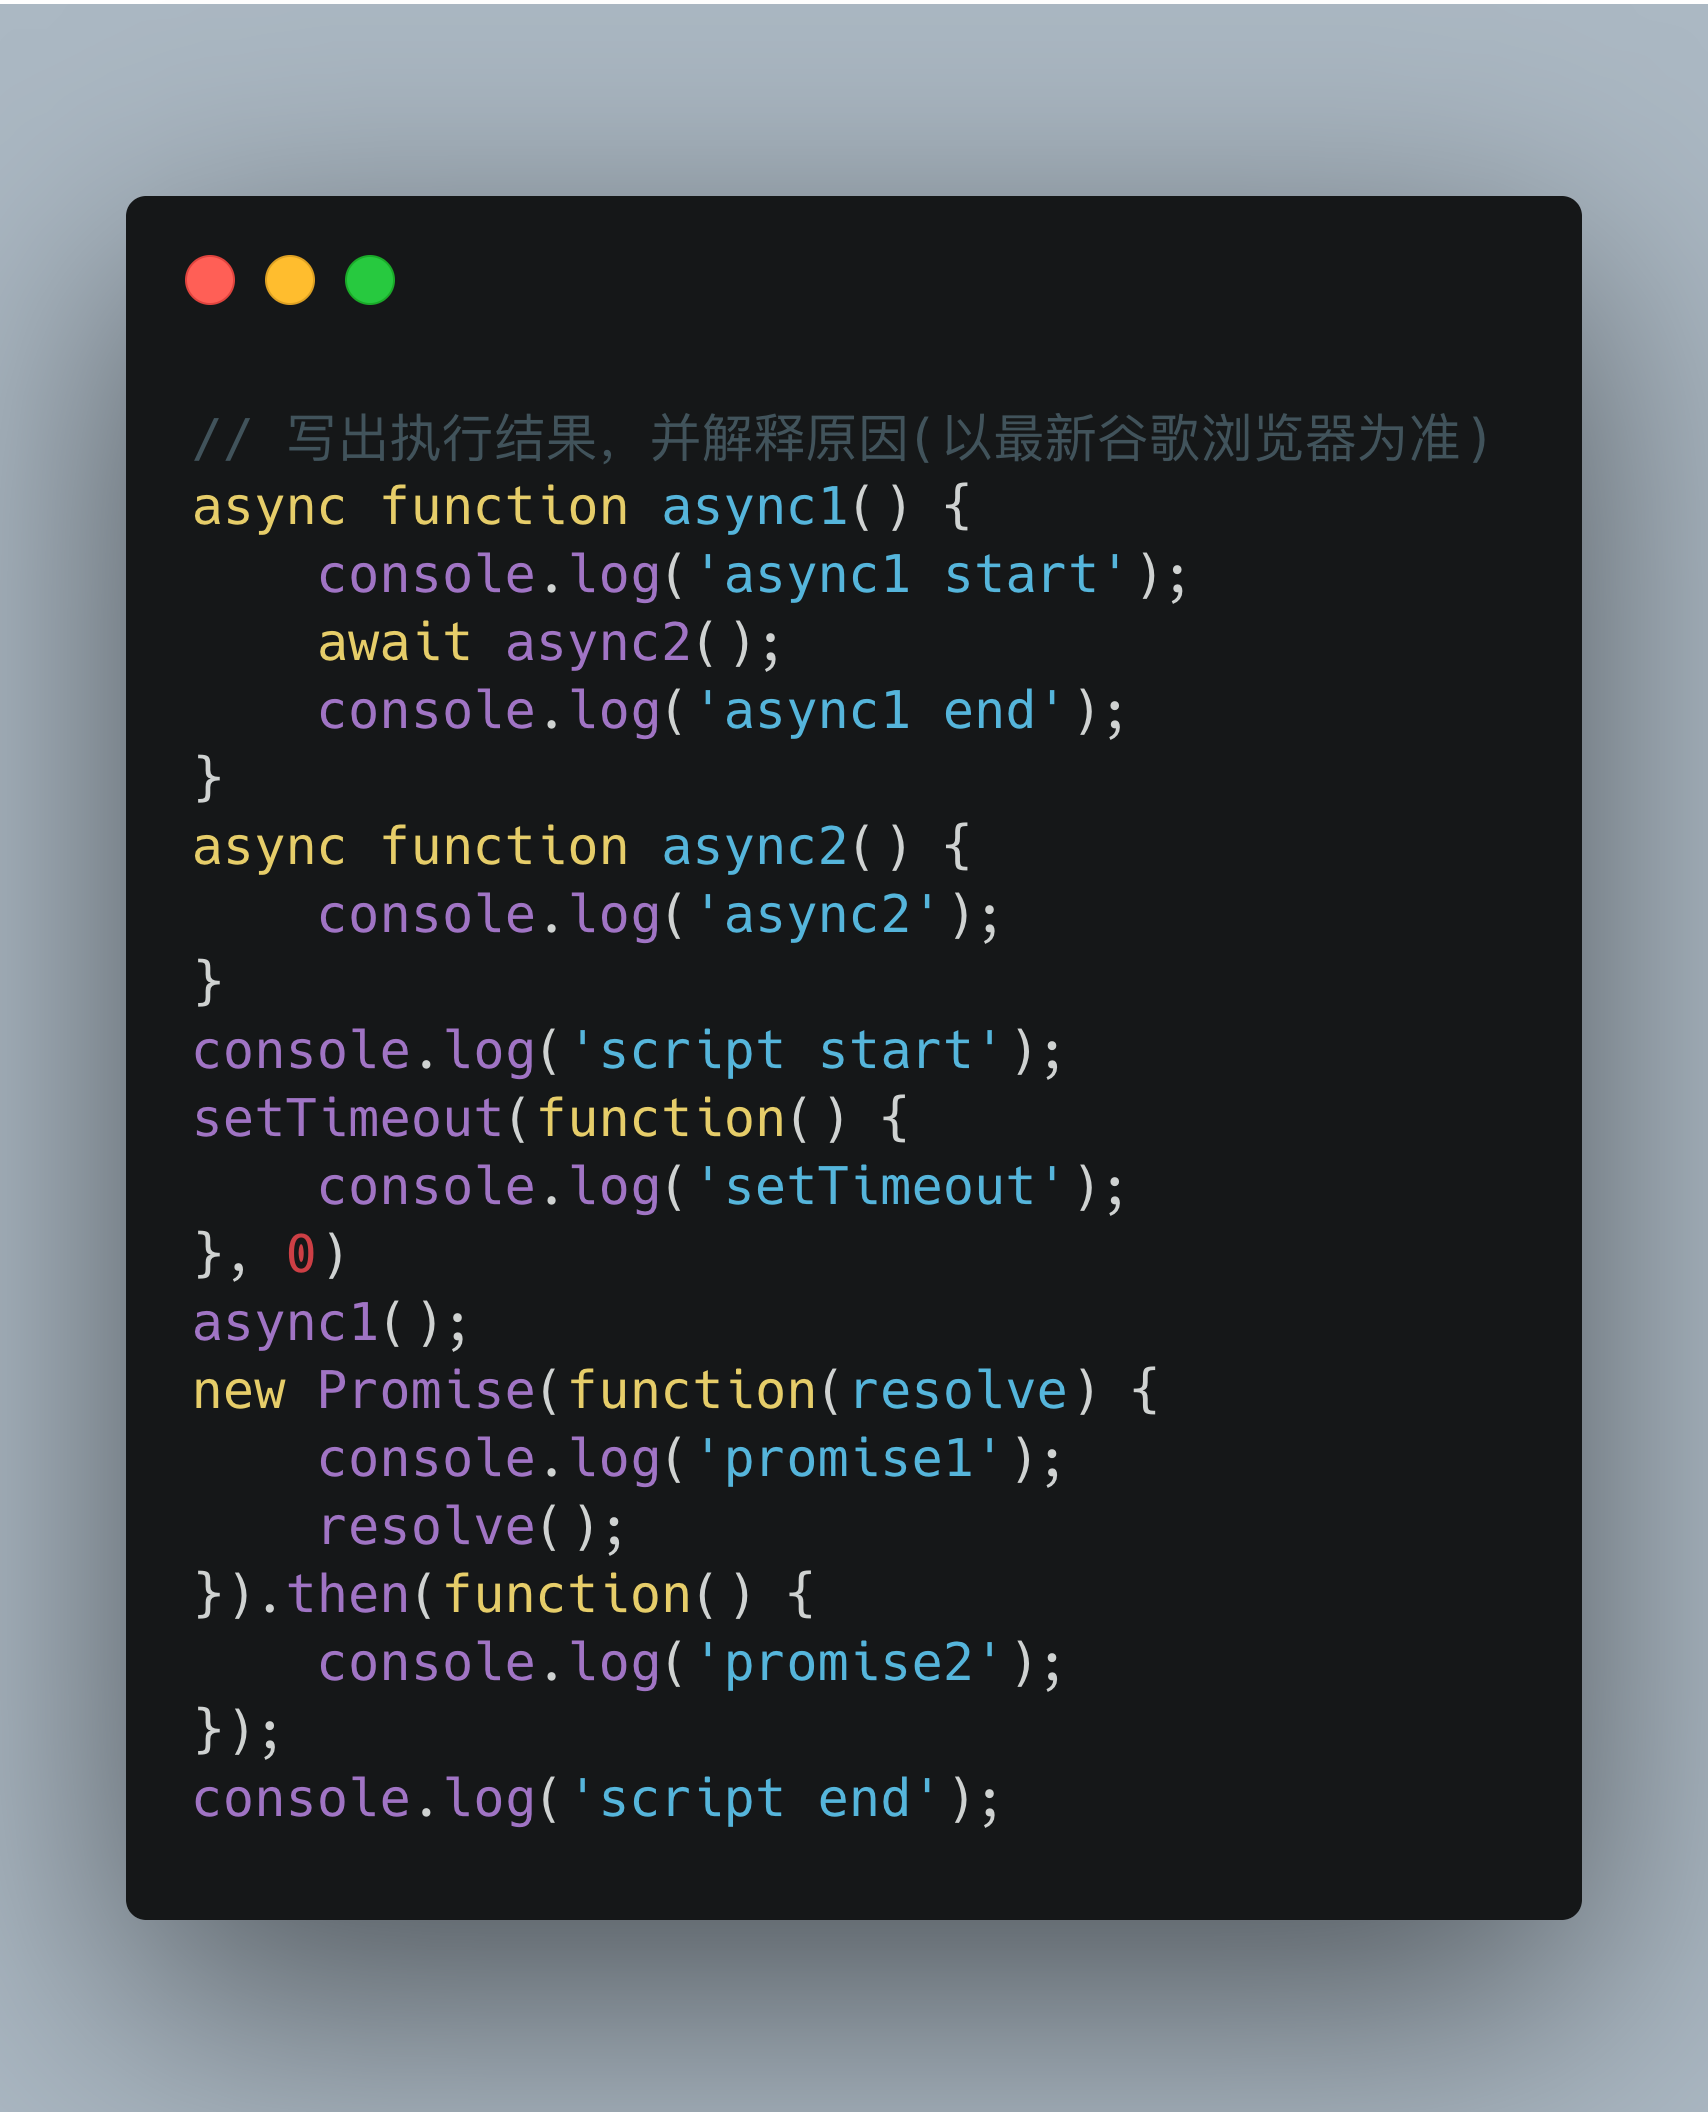 // 写出执行结果，并解释原因(以最新谷歌浏览器为准)
async function async1() {
    console.log('async1 start');
    await async2();
    console.log('async1 end');
}
async function async2() {
    console.log('async2');
}
console.log('script start');
setTimeout(function() {
    console.log('setTimeout');
}, 0)
async1();
new Promise(function(resolve) {
    console.log('promise1');
    resolve();
}).then(function() {
    console.log('promise2');
});
console.log('script end');